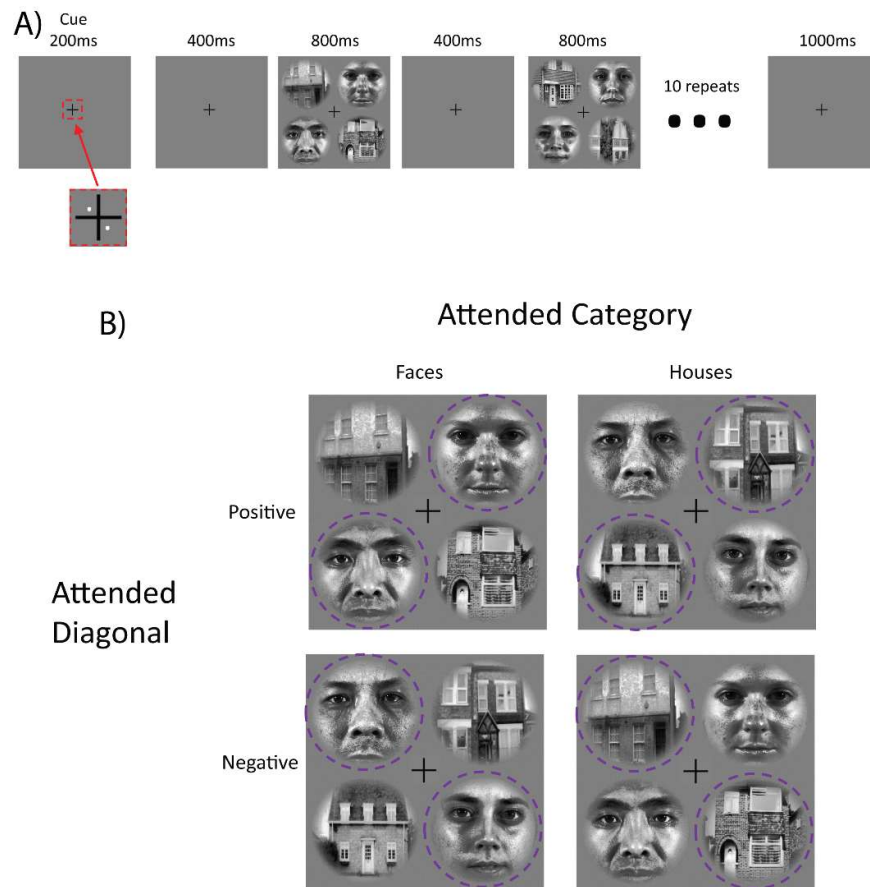 A)
Cue
200ms
400ms
800ms
400ms
800ms
10 repeats
1000ms
B)
Attended Category
Faces
Houses
Positive
Attended
Diagonal
Negative